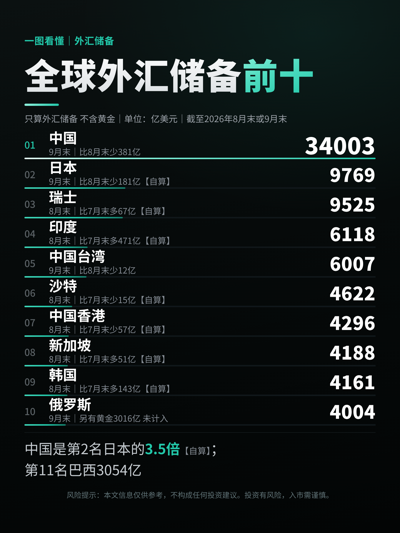 一图看懂｜外汇储备
全球外汇储备前十
只算外汇储备 不含黄金｜单位：亿美元｜截至2026年8月末或9月末
01 中国 34003
9月末｜比8月末少381亿
02 日本 9769
9月末｜比8月末少181亿【自算】
03 瑞士 9525
8月末｜比7月末多67亿【自算】
04 印度 6118
8月末｜比7月末多471亿【自算】
05 中国台湾 6007
9月末｜比8月末少12亿
06 沙特 4622
8月末｜比7月末少15亿【自算】
07 中国香港 4296
8月末｜比7月末少57亿【自算】
08 新加坡 4188
8月末｜比7月末多51亿【自算】
09 韩国 4161
8月末｜比7月末多143亿【自算】
10 俄罗斯 4004
9月末｜另有黄金3016亿 未计入
中国是第2名日本的3.5倍【自算】；
第11名巴西3054亿
风险提示：本文信息仅供参考，不构成任何投资建议。投资有风险，入市需谨慎。